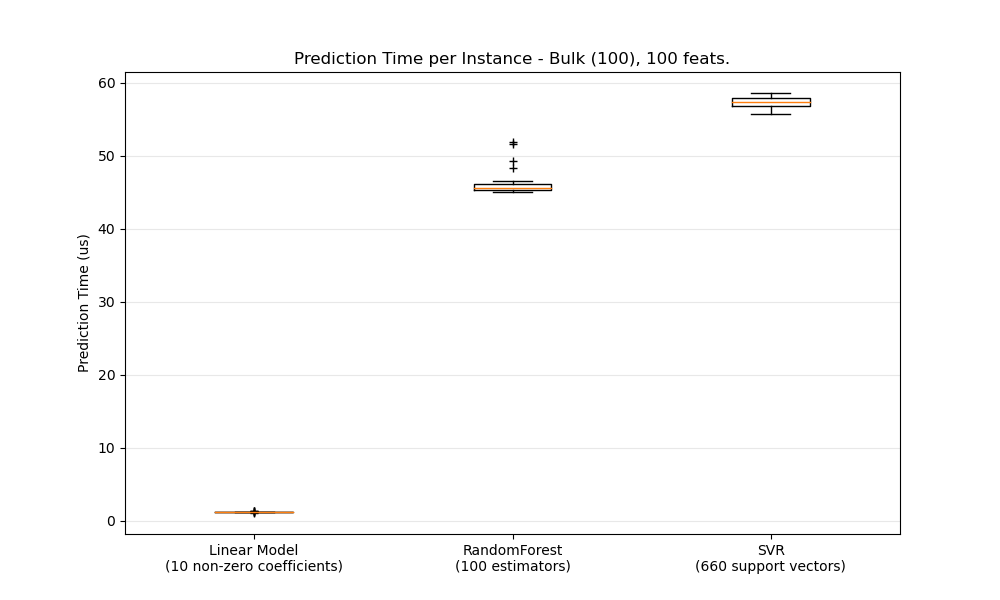 Prediction Time per Instance - Bulk (100), 100 feats.
Prediction Time (us)
60
50
40
30
20
10
0
Linear Model
(10 non-zero coefficients)
RandomForest
(100 estimators)
SVR
(660 support vectors)